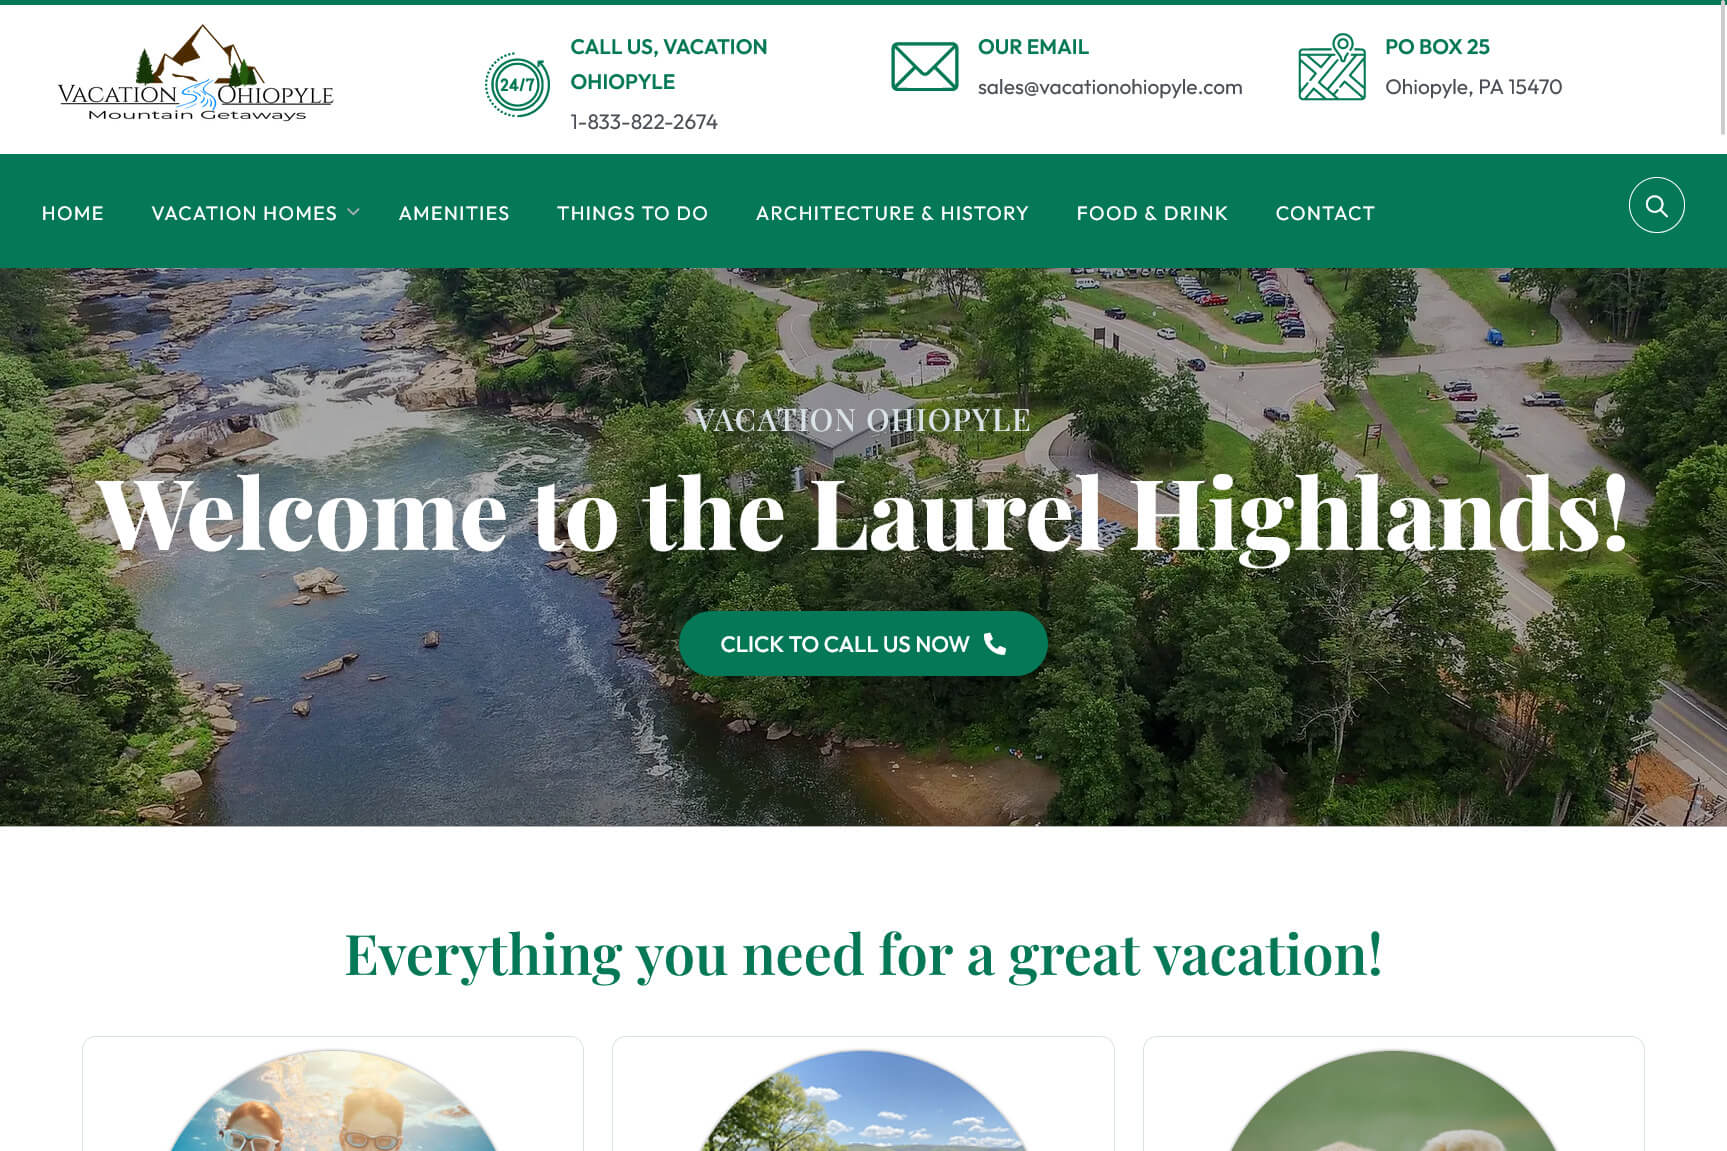 VACATION OHIOPYLE
Mountain Getaways
24/7
CALL US, VACATION
OHIOPYLE
1-833-822-2674
OUR EMAIL
sales@vacationohiopyle.com
PO BOX 25
Ohiopyle, PA 15470
HOME
VACATION HOMES
AMENITIES
THINGS TO DO
ARCHITECTURE & HISTORY
FOOD & DRINK
CONTACT
VACATION OHIOPYLE
Welcome to the Laurel Highlands!
CLICK TO CALL US NOW
Everything you need for a great vacation!